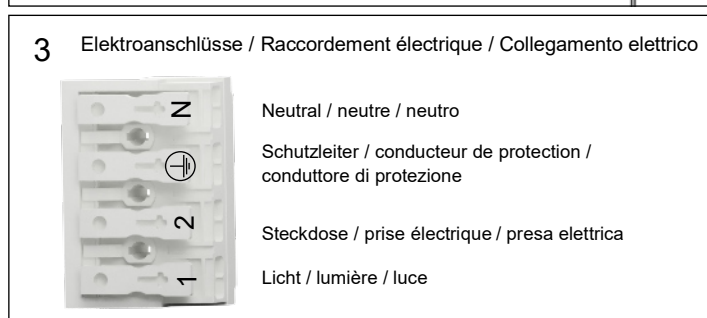 3 Elektroanschlüsse / Raccordement électrique / Collegamento elettrico
N
Neutral / neutre / neutro
Schutzleiter / conducteur de protection /
conduttore di protezione
2
Steckdose / prise électrique / presa elettrica
1
Licht / lumière / luce